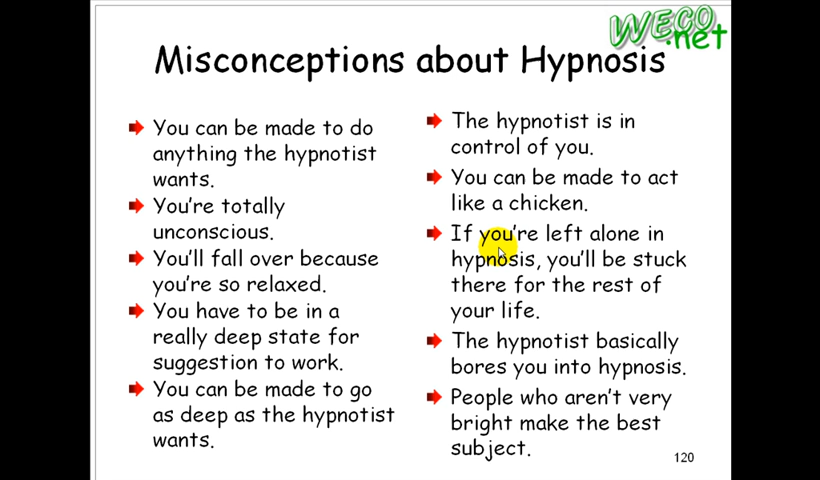 WECO
.net
Misconceptions about Hypnosis
You can be made to do
anything the hypnotist
wants.
You're totally
unconscious.
You'll fall over because
you're so relaxed.
You have to be in a
really deep state for
suggestion to work.
You can be made to go
as deep as the hypnotist
wants.
The hypnotist is in
control of you.
You can be made to act
like a chicken.
If you're left alone in
hypnosis, you'll be stuck
there for the rest of
your life.
The hypnotist basically
bores you into hypnosis.
People who aren't very
bright make the best
subject.
120